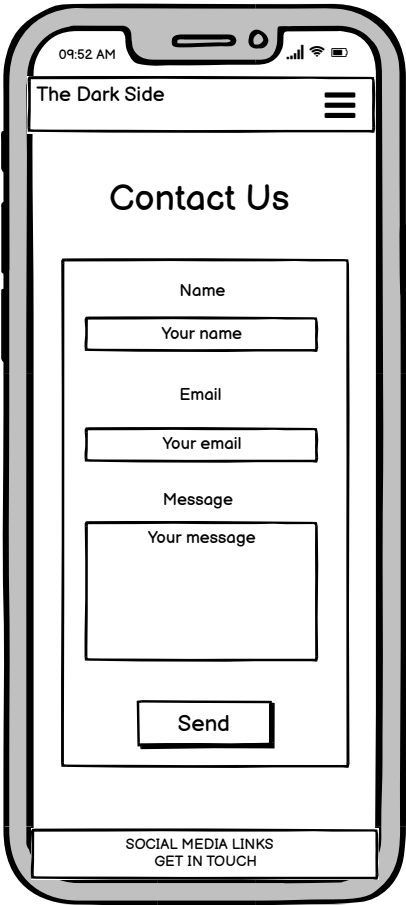 09:52 AM
The Dark Side
Contact Us
Name
Your name
Email
Your email
Message
Your message
Send
SOCIAL MEDIA LINKS
GET IN TOUCH